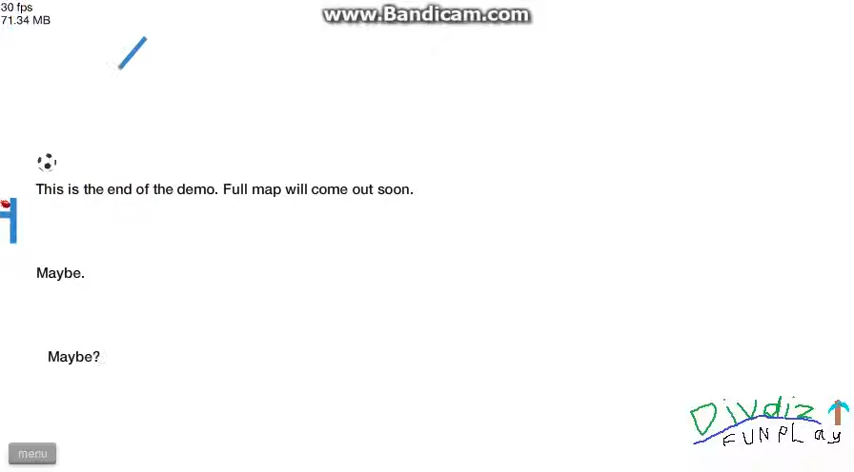 30 fps
71.34 MB
www.Bandicam.com
This is the end of the demo. Full map will come out soon.
Maybe.
Maybe?
Divdiz
FUNPLay
menu